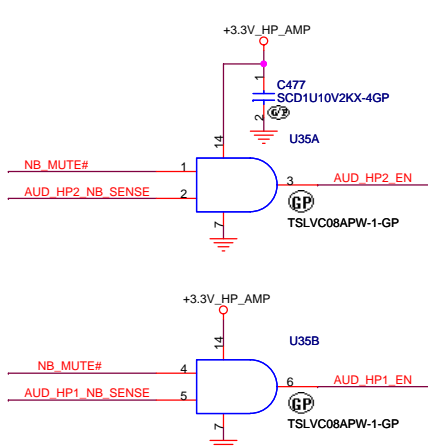 +3.3V_HP_AMP
1
C477
SCD1U10V2KX-4GP
G/P
2
14
U35A
NB_MUTE#
1
3
AUD_HP2_EN
AUD_HP2_NB_SENSE
2
GP
7
TSLVC08APW-1-GP
+3.3V_HP_AMP
14
U35B
NB_MUTE#
4
6
AUD_HP1_EN
AUD_HP1_NB_SENSE
5
GP
7
TSLVC08APW-1-GP